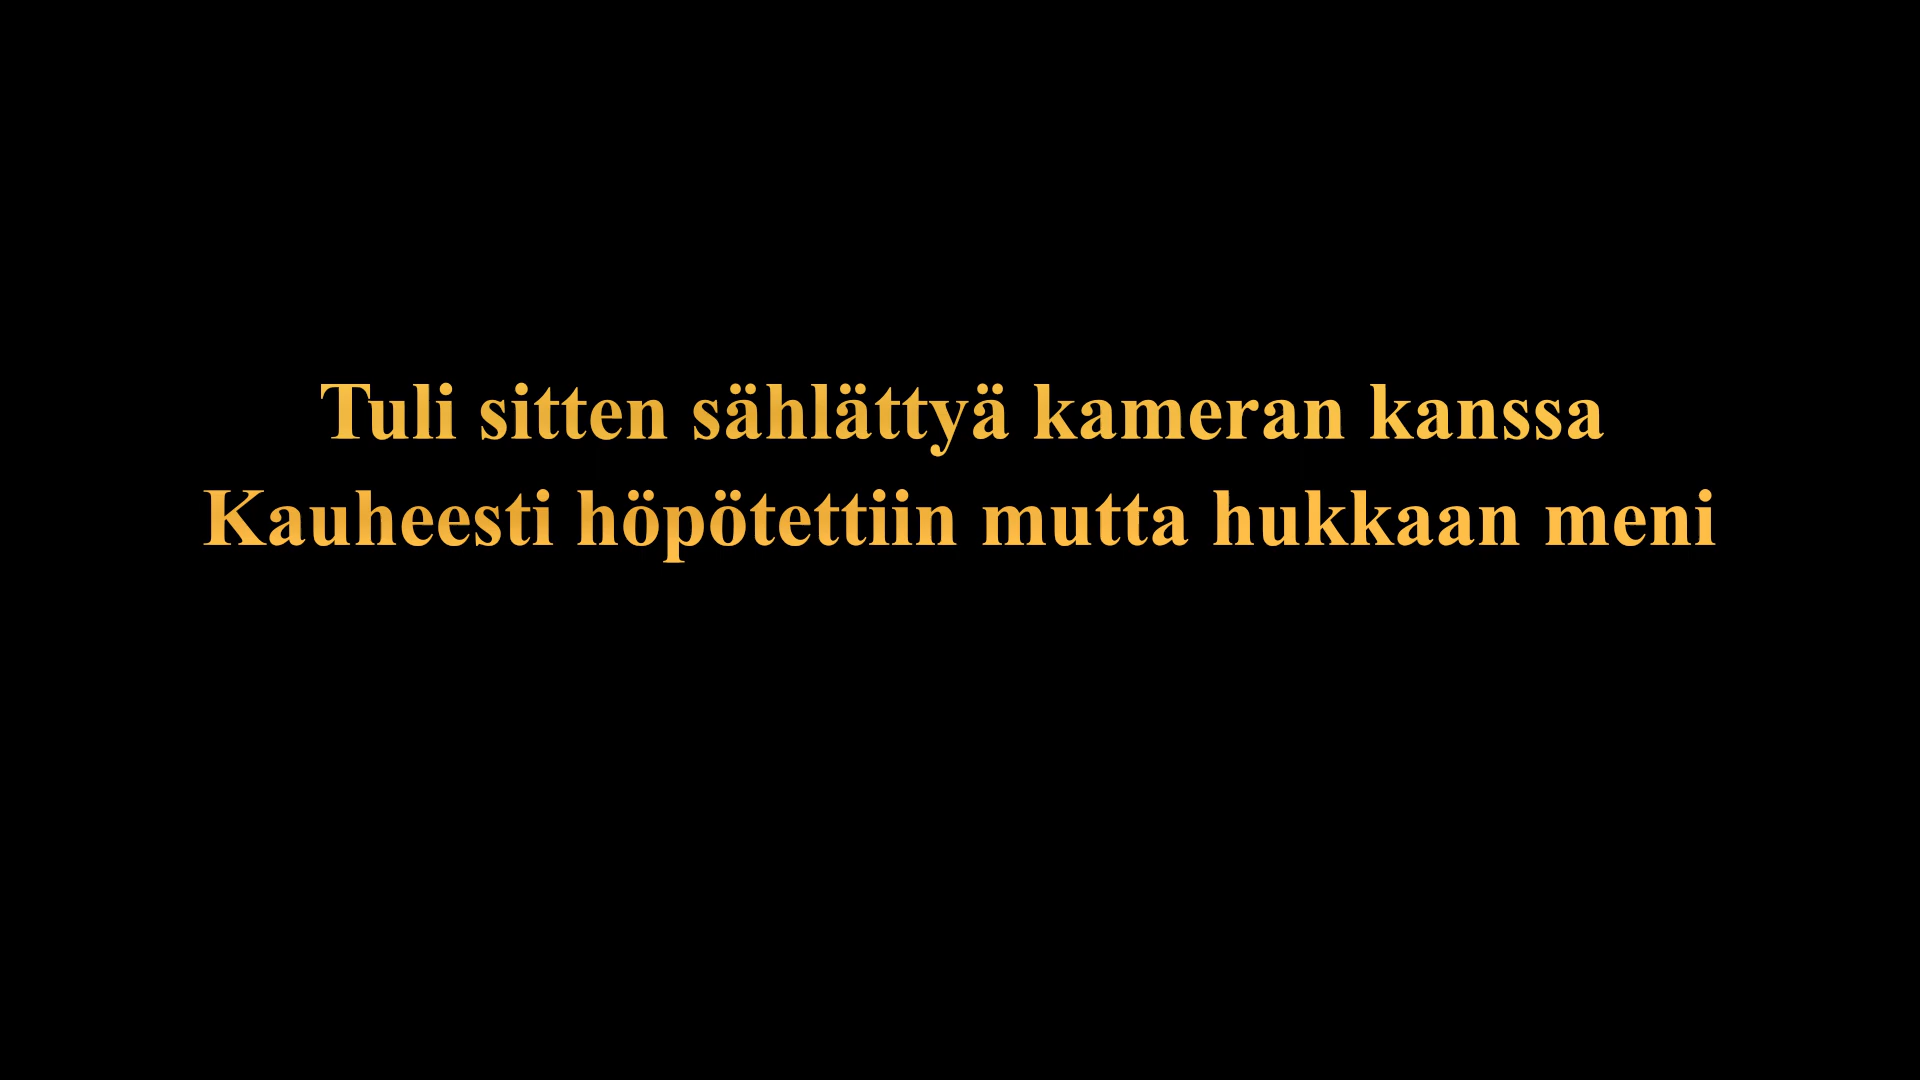 Tuli sitten sählättyä kameran kanssa
Kauheesti höpötettiin mutta hukkaan meni